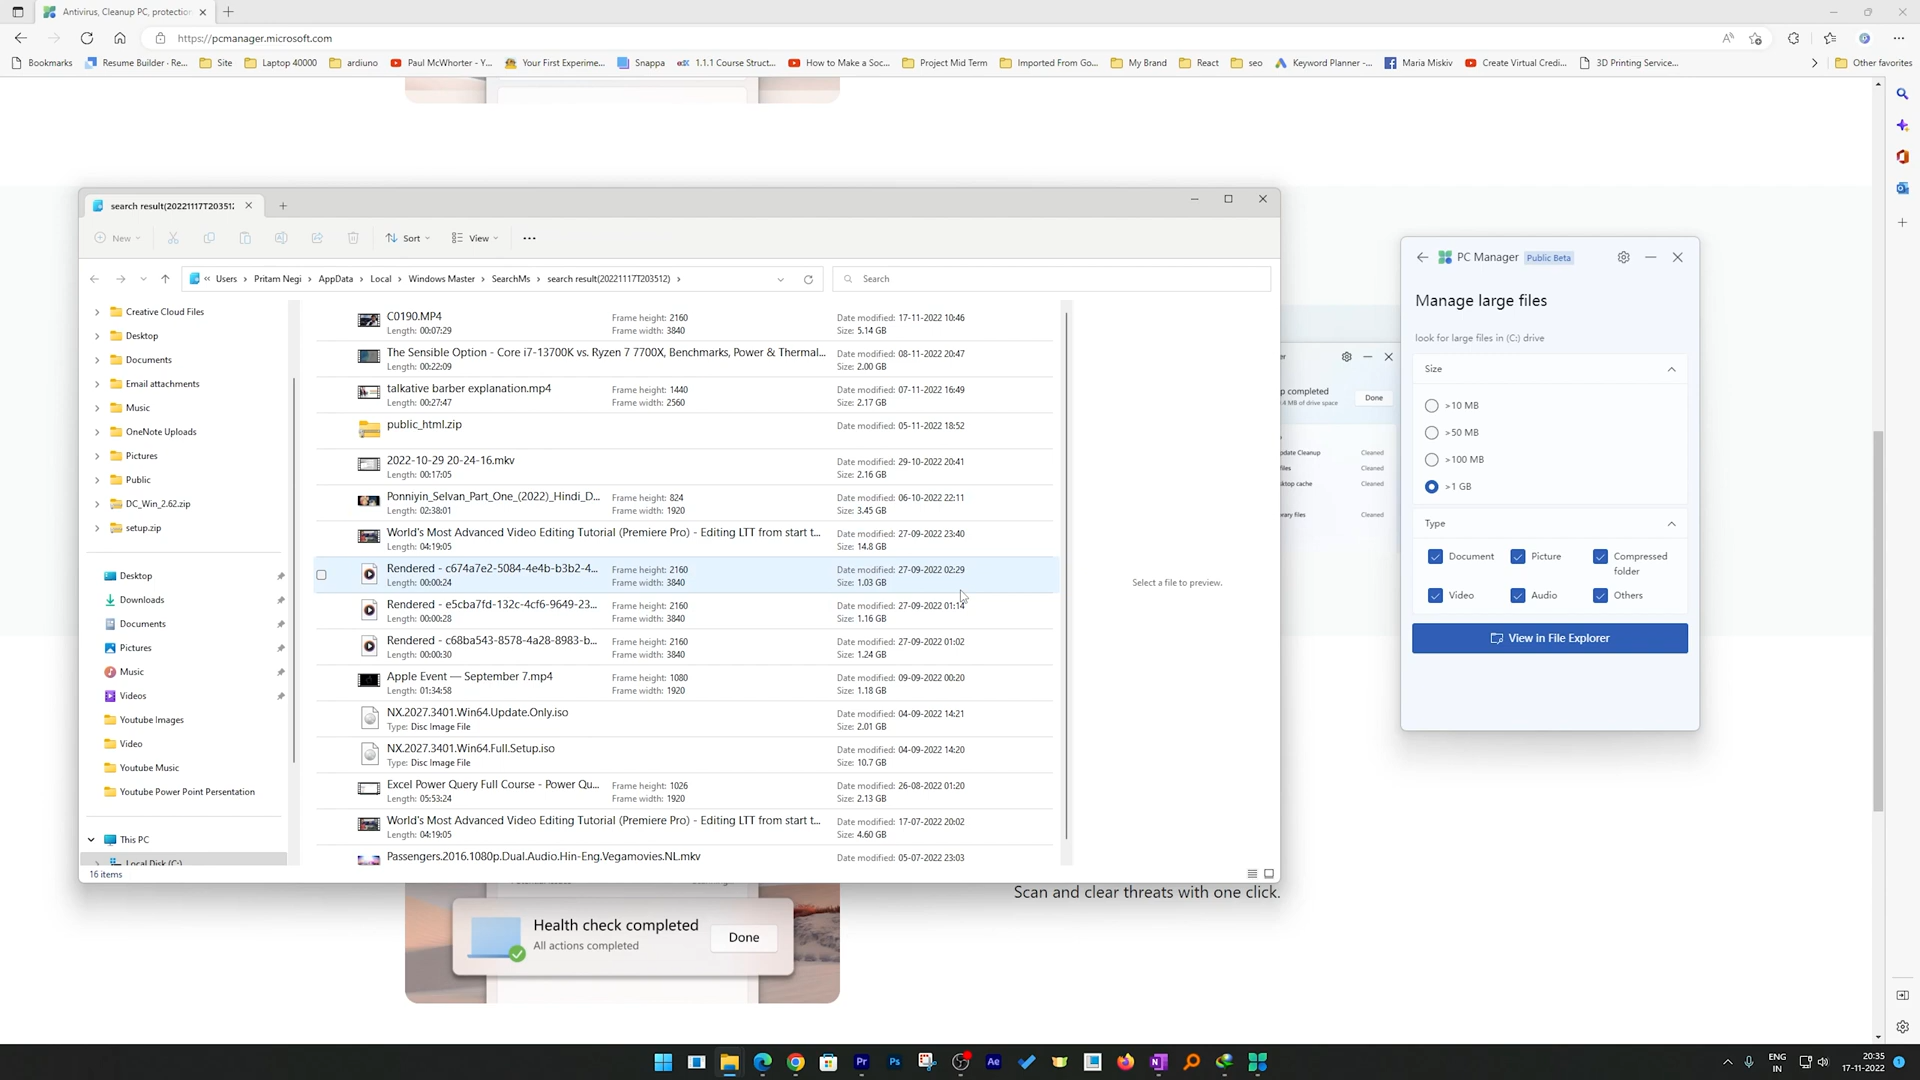 Antivirus, Cleanup PC, protection
https://pcmanager.microsoft.com
Bookmarks
Resume Builder - Re...
Site
Laptop 40000
ardiuno
Paul McWhorter - Y...
Your First Experime...
Snappa
1.1.1 Course Struct...
How to Make a Soc...
Project Mid Term
Imported From Go...
My Brand
React
seo
Keyword Planner -...
Maria Miskiv
Create Virtual Credi...
3D Printing Service...
Other favorites
search result(20221117T203512
New
Sort
View
Users > Pritam Negi > AppData > Local > Windows Master > SearchMs > search result(20221117T203512) >
Search
Creative Cloud Files
Desktop
Documents
Email attachments
Music
OneNote Uploads
Pictures
Public
DC_Win_2.62.zip
setup.zip
Desktop
Downloads
Documents
Pictures
Music
Videos
Youtube Images
Video
Youtube Music
Youtube Power Point Persentation
This PC
Local Disk (C:)
16 items
C0190.MP4 Frame height: 2160 Date modified: 17-11-2022 10:46
Length: 00:07:29 Frame width: 3840 Size: 5.14 GB
The Sensible Option - Core i7-13700K vs. Ryzen 7 7700X, Benchmarks, Power & Thermal... Date modified: 08-11-2022 20:47
Length: 00:22:09 Size: 2.00 GB
talkative barber explanation.mp4 Frame height: 1440 Date modified: 07-11-2022 16:49
Length: 00:27:47 Frame width: 2560 Size: 2.17 GB
public_html.zip Date modified: 05-11-2022 18:52
2022-10-29 20-24-16.mkv Date modified: 29-10-2022 20:41
Length: 00:17:05 Size: 2.16 GB
Ponniyin_Selvan_Part_One_(2022)_Hindi_D... Frame height: 824 Date modified: 06-10-2022 22:11
Length: 02:38:01 Frame width: 1920 Size: 3.45 GB
World's Most Advanced Video Editing Tutorial (Premiere Pro) - Editing LTT from start t... Date modified: 27-09-2022 23:40
Length: 04:19:05 Size: 14.8 GB
Rendered - c674a7e2-5084-4e4b-b3b2-4... Frame height: 2160 Date modified: 27-09-2022 02:29
Length: 00:00:24 Frame width: 3840 Size: 1.03 GB
Rendered - e5cba7fd-132c-4cf6-9649-23... Frame height: 2160 Date modified: 27-09-2022 01:14
Length: 00:00:28 Frame width: 3840 Size: 1.16 GB
Rendered - c68ba543-8578-4a28-8983-b... Frame height: 2160 Date modified: 27-09-2022 01:02
Length: 00:00:30 Frame width: 3840 Size: 1.24 GB
Apple Event — September 7.mp4 Frame height: 1080 Date modified: 09-09-2022 00:20
Length: 01:34:58 Frame width: 1920 Size: 1.18 GB
NX.2027.3401.Win64.Update.Only.iso Date modified: 04-09-2022 14:21
Type: Disc Image File Size: 2.01 GB
NX.2027.3401.Win64.Full.Setup.iso Date modified: 04-09-2022 14:20
Type: Disc Image File Size: 10.7 GB
Excel Power Query Full Course - Power Qu... Frame height: 1026 Date modified: 26-08-2022 01:20
Length: 05:53:24 Frame width: 1920 Size: 2.13 GB
World's Most Advanced Video Editing Tutorial (Premiere Pro) - Editing LTT from start t... Date modified: 17-07-2022 20:02
Length: 04:19:05 Size: 4.60 GB
Passengers.2016.1080p.Dual.Audio.Hin-Eng.Vegamovies.NL.mkv Date modified: 05-07-2022 23:03
Select a file to preview.
p completed
Done
.4 MB of drive space
pdate Cleanup Cleaned
files Cleaned
sktop cache Cleaned
rary files Cleaned
PC Manager Public Beta
Manage large files
look for large files in (C:) drive
Size
>10 MB
>50 MB
>100 MB
>1 GB
Type
Document Picture Compressed folder
Video Audio Others
View in File Explorer
Scan and clear threats with one click.
Health check completed
All actions completed
Done
Pr
Ps
Ae
N
ENG
IN
20:35
17-11-2022
1